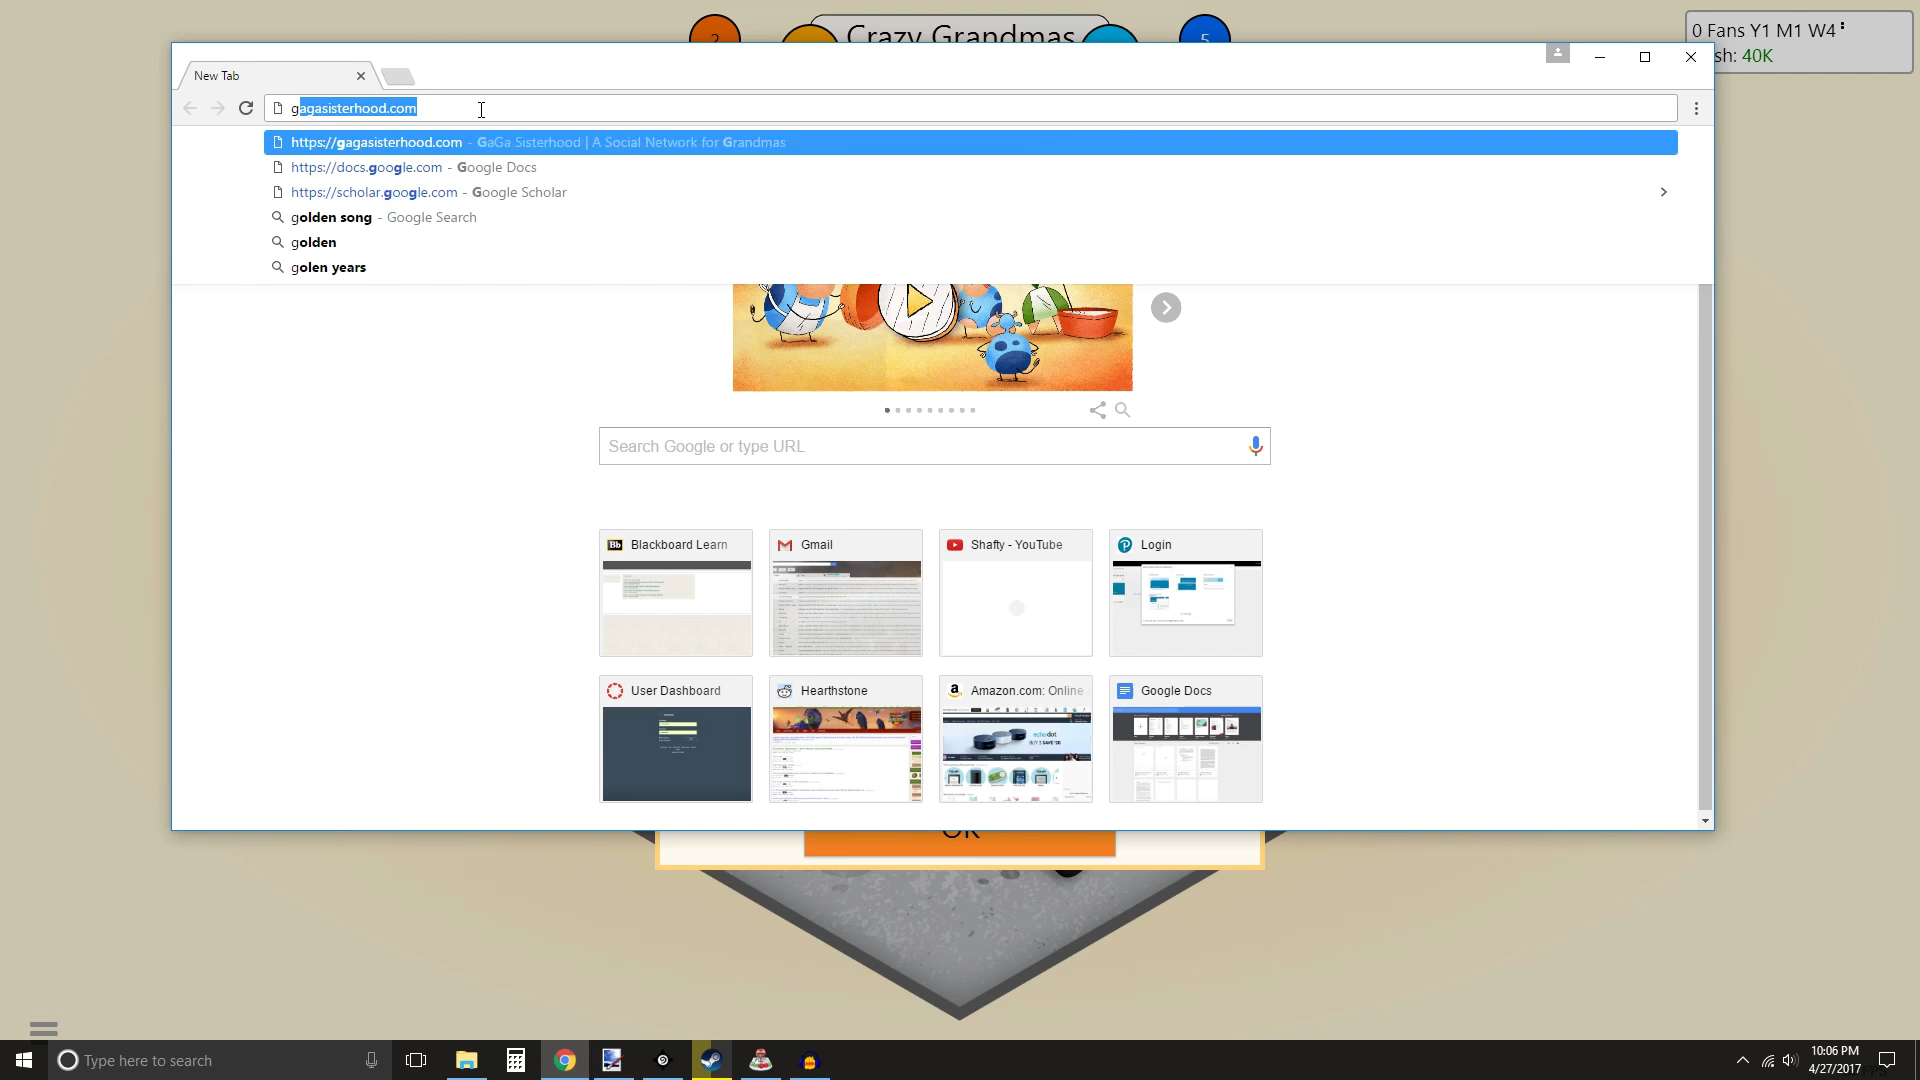 2
Crazy Grandmas
5
0 Fans Y1 M1 W4
sh: 40K
New Tab
gagasisterhood.com
https://gagasisterhood.com - GaGa Sisterhood | A Social Network for Grandmas
https://docs.google.com - Google Docs
https://scholar.google.com - Google Scholar
golden song - Google Search
golden
golen years
Search Google or type URL
Blackboard Learn
Gmail
Shafty - YouTube
Login
User Dashboard
Hearthstone
Amazon.com: Online
Google Docs
OK
Type here to search
10:06 PM
4/27/2017